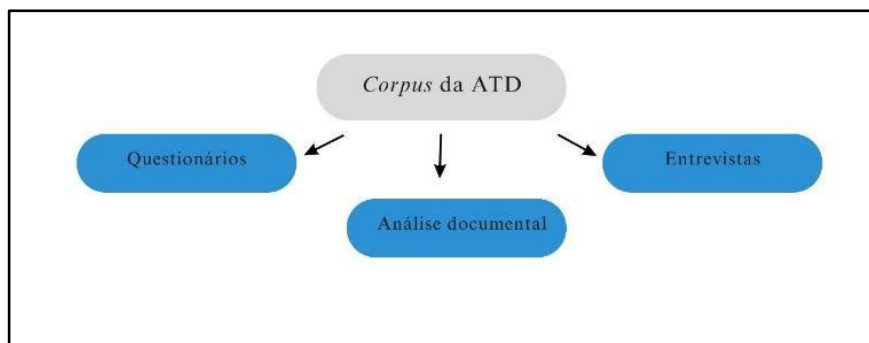 Corpus da ATD
Questionários
Entrevistas
Análise documental